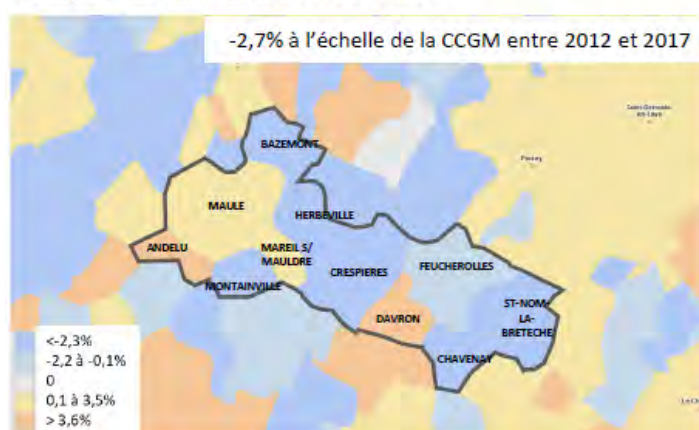 -2,7% à l'échelle de la CCGM entre 2012 et 2017
BAZEMONT
MAULE
HERBEVILLE
ANDELU
MAREIL S/
MAULDRE
MONTAINVILLE
CRESPIERES
FEUCHEROLLES
DAVRON
ST-NOM-
LA-
BRETECHE
CHAVENAY
<-2,3%
-2,2 à -0,1%
0
0,1 à 3,5%
> 3,6%